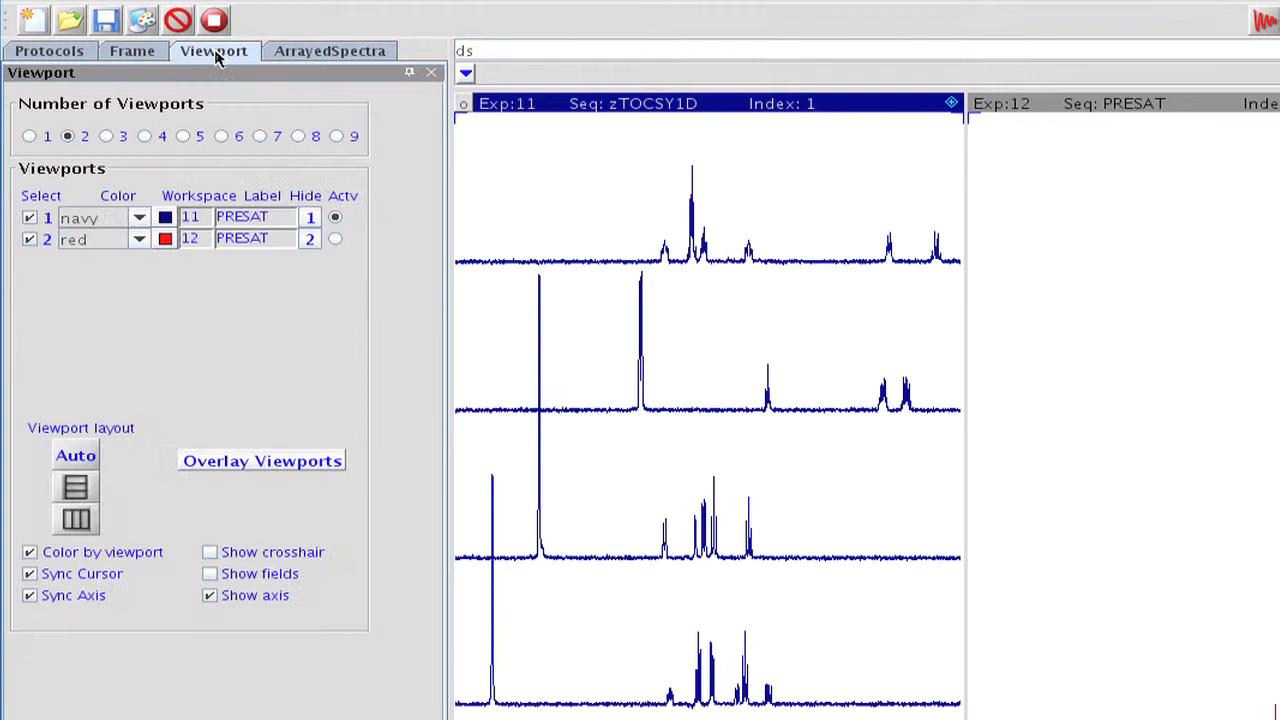 Protocols Frame Viewport ArrayedSpectra
ds
Viewport
Exp:11 Seq: zTOCSY1D Index: 1
Exp:12 Seq: PRESAT Inde
Number of Viewports
1 2 3 4 5 6 7 8 9
Viewports
Select Color Workspace Label Hide Actv
1 navy 11 PRESAT 1
2 red 12 PRESAT 2
Viewport layout
Auto
Overlay Viewports
Color by viewport Show crosshair
Sync Cursor Show fields
Sync Axis Show axis